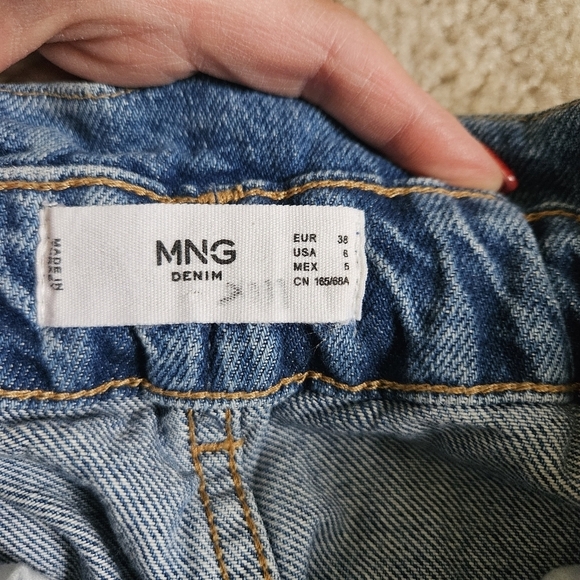 MADE IN
MNG
DENIM
EUR 38
USA 6
MEX 5
CN 165/68A